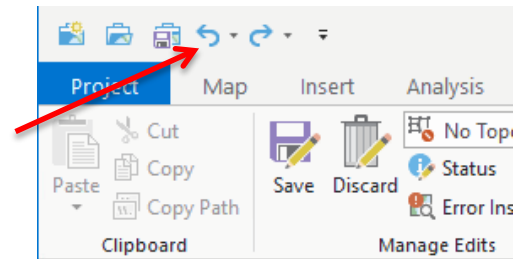 Project Map Insert Analysis
Cut
Copy
Paste
Copy Path
Clipboard
Save Discard
No Topo
Status
Error Ins
Manage Edits